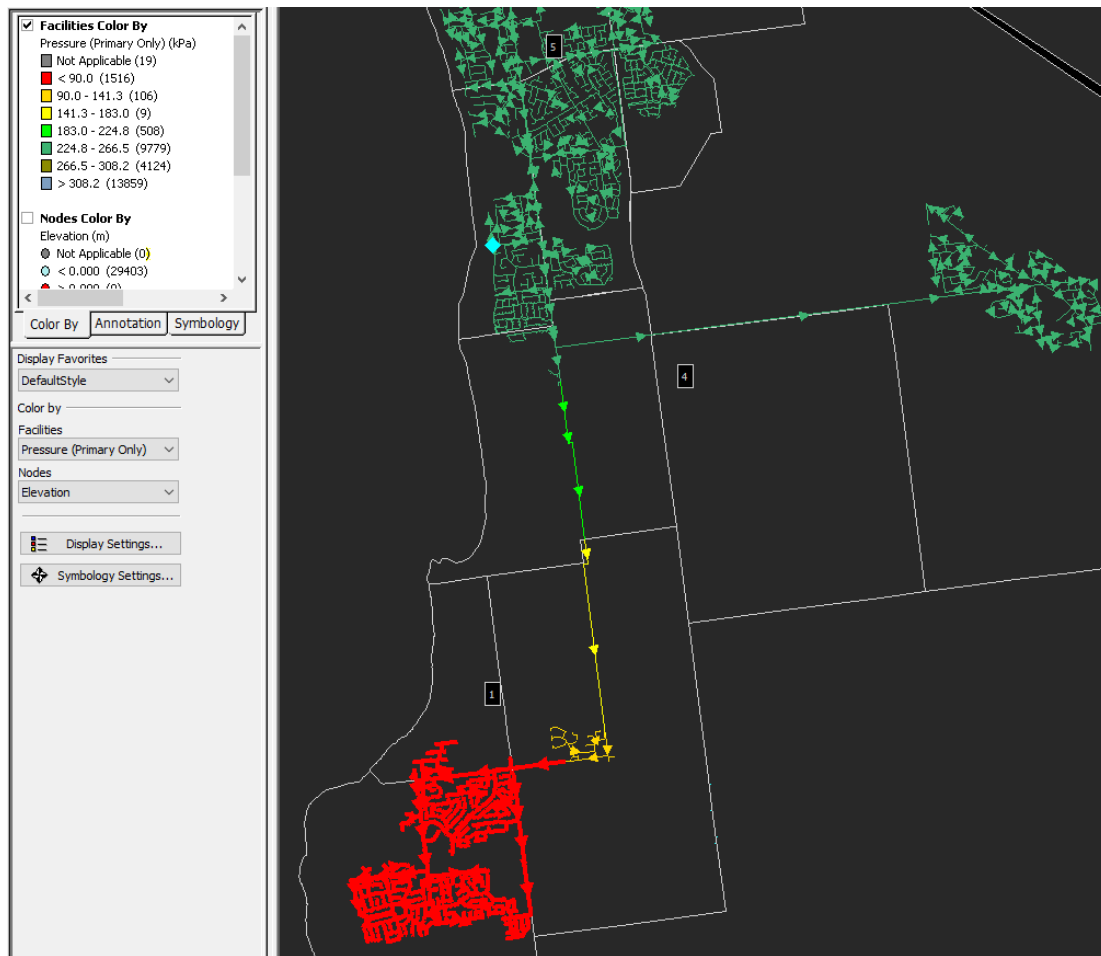 Facilities Color By
Pressure (Primary Only) (kPa)
Not Applicable (19)
< 90.0 (1516)
90.0 - 141.3 (106)
141.3 - 183.0 (9)
183.0 - 224.8 (508)
224.8 - 266.5 (9779)
266.5 - 308.2 (4124)
> 308.2 (13859)
Nodes Color By
Elevation (m)
Not Applicable (0)
< 0.000 (29403)
> 0.000 (0)
Color By Annotation Symbology
Display Favorites
DefaultStyle
Color by
Facilities
Pressure (Primary Only)
Nodes
Elevation
Display Settings...
Symbology Settings...
5
4
1